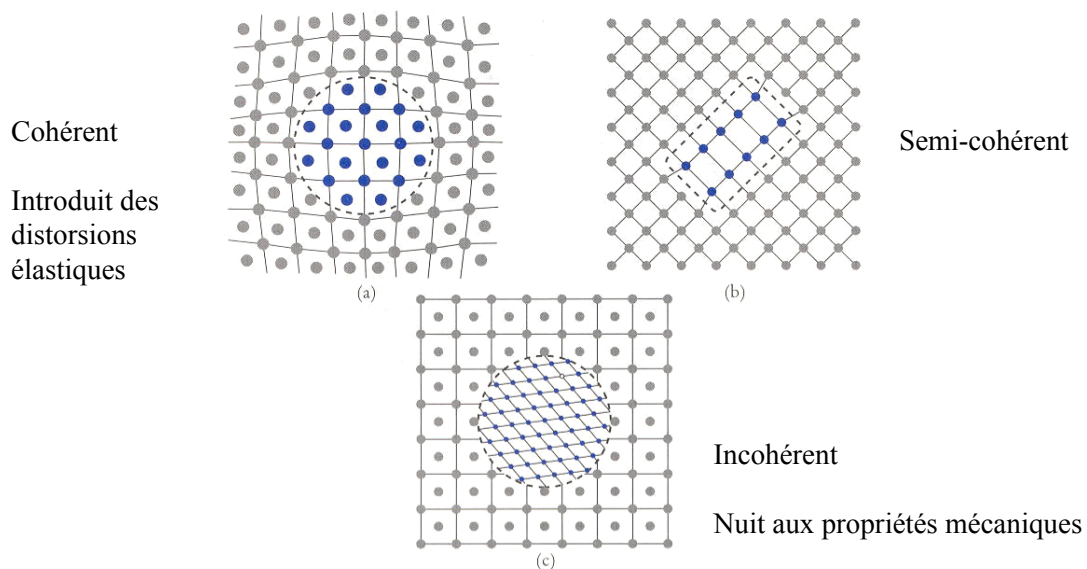 Cohérent
Introduit des
distorsions
élastiques
(a)
Semi-cohérent
(b)
Incohérent
Nuit aux propriétés mécaniques
(c)